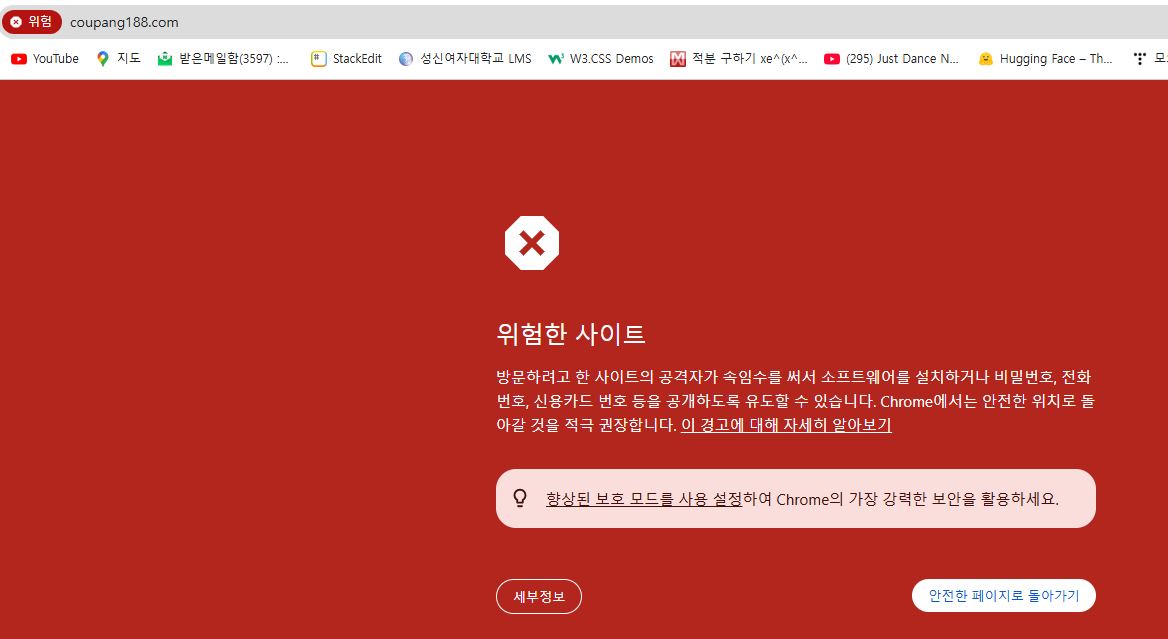 위험 coupang188.com
YouTube 지도 받은메일함(3597) :... StackEdit 성신여자대학교 LMS W3.CSS Demos 적분 구하기 xe^(x^... (295) Just Dance N... Hugging Face – Th...
위험한 사이트
방문하려고 한 사이트의 공격자가 속임수를 써서 소프트웨어를 설치하거나 비밀번호, 전화
번호, 신용카드 번호 등을 공개하도록 유도할 수 있습니다. Chrome에서는 안전한 위치로 돌
아갈 것을 적극 권장합니다. 이 경고에 대해 자세히 알아보기
향상된 보호 모드를 사용 설정하여 Chrome의 가장 강력한 보안을 활용하세요.
세부정보 안전한 페이지로 돌아가기